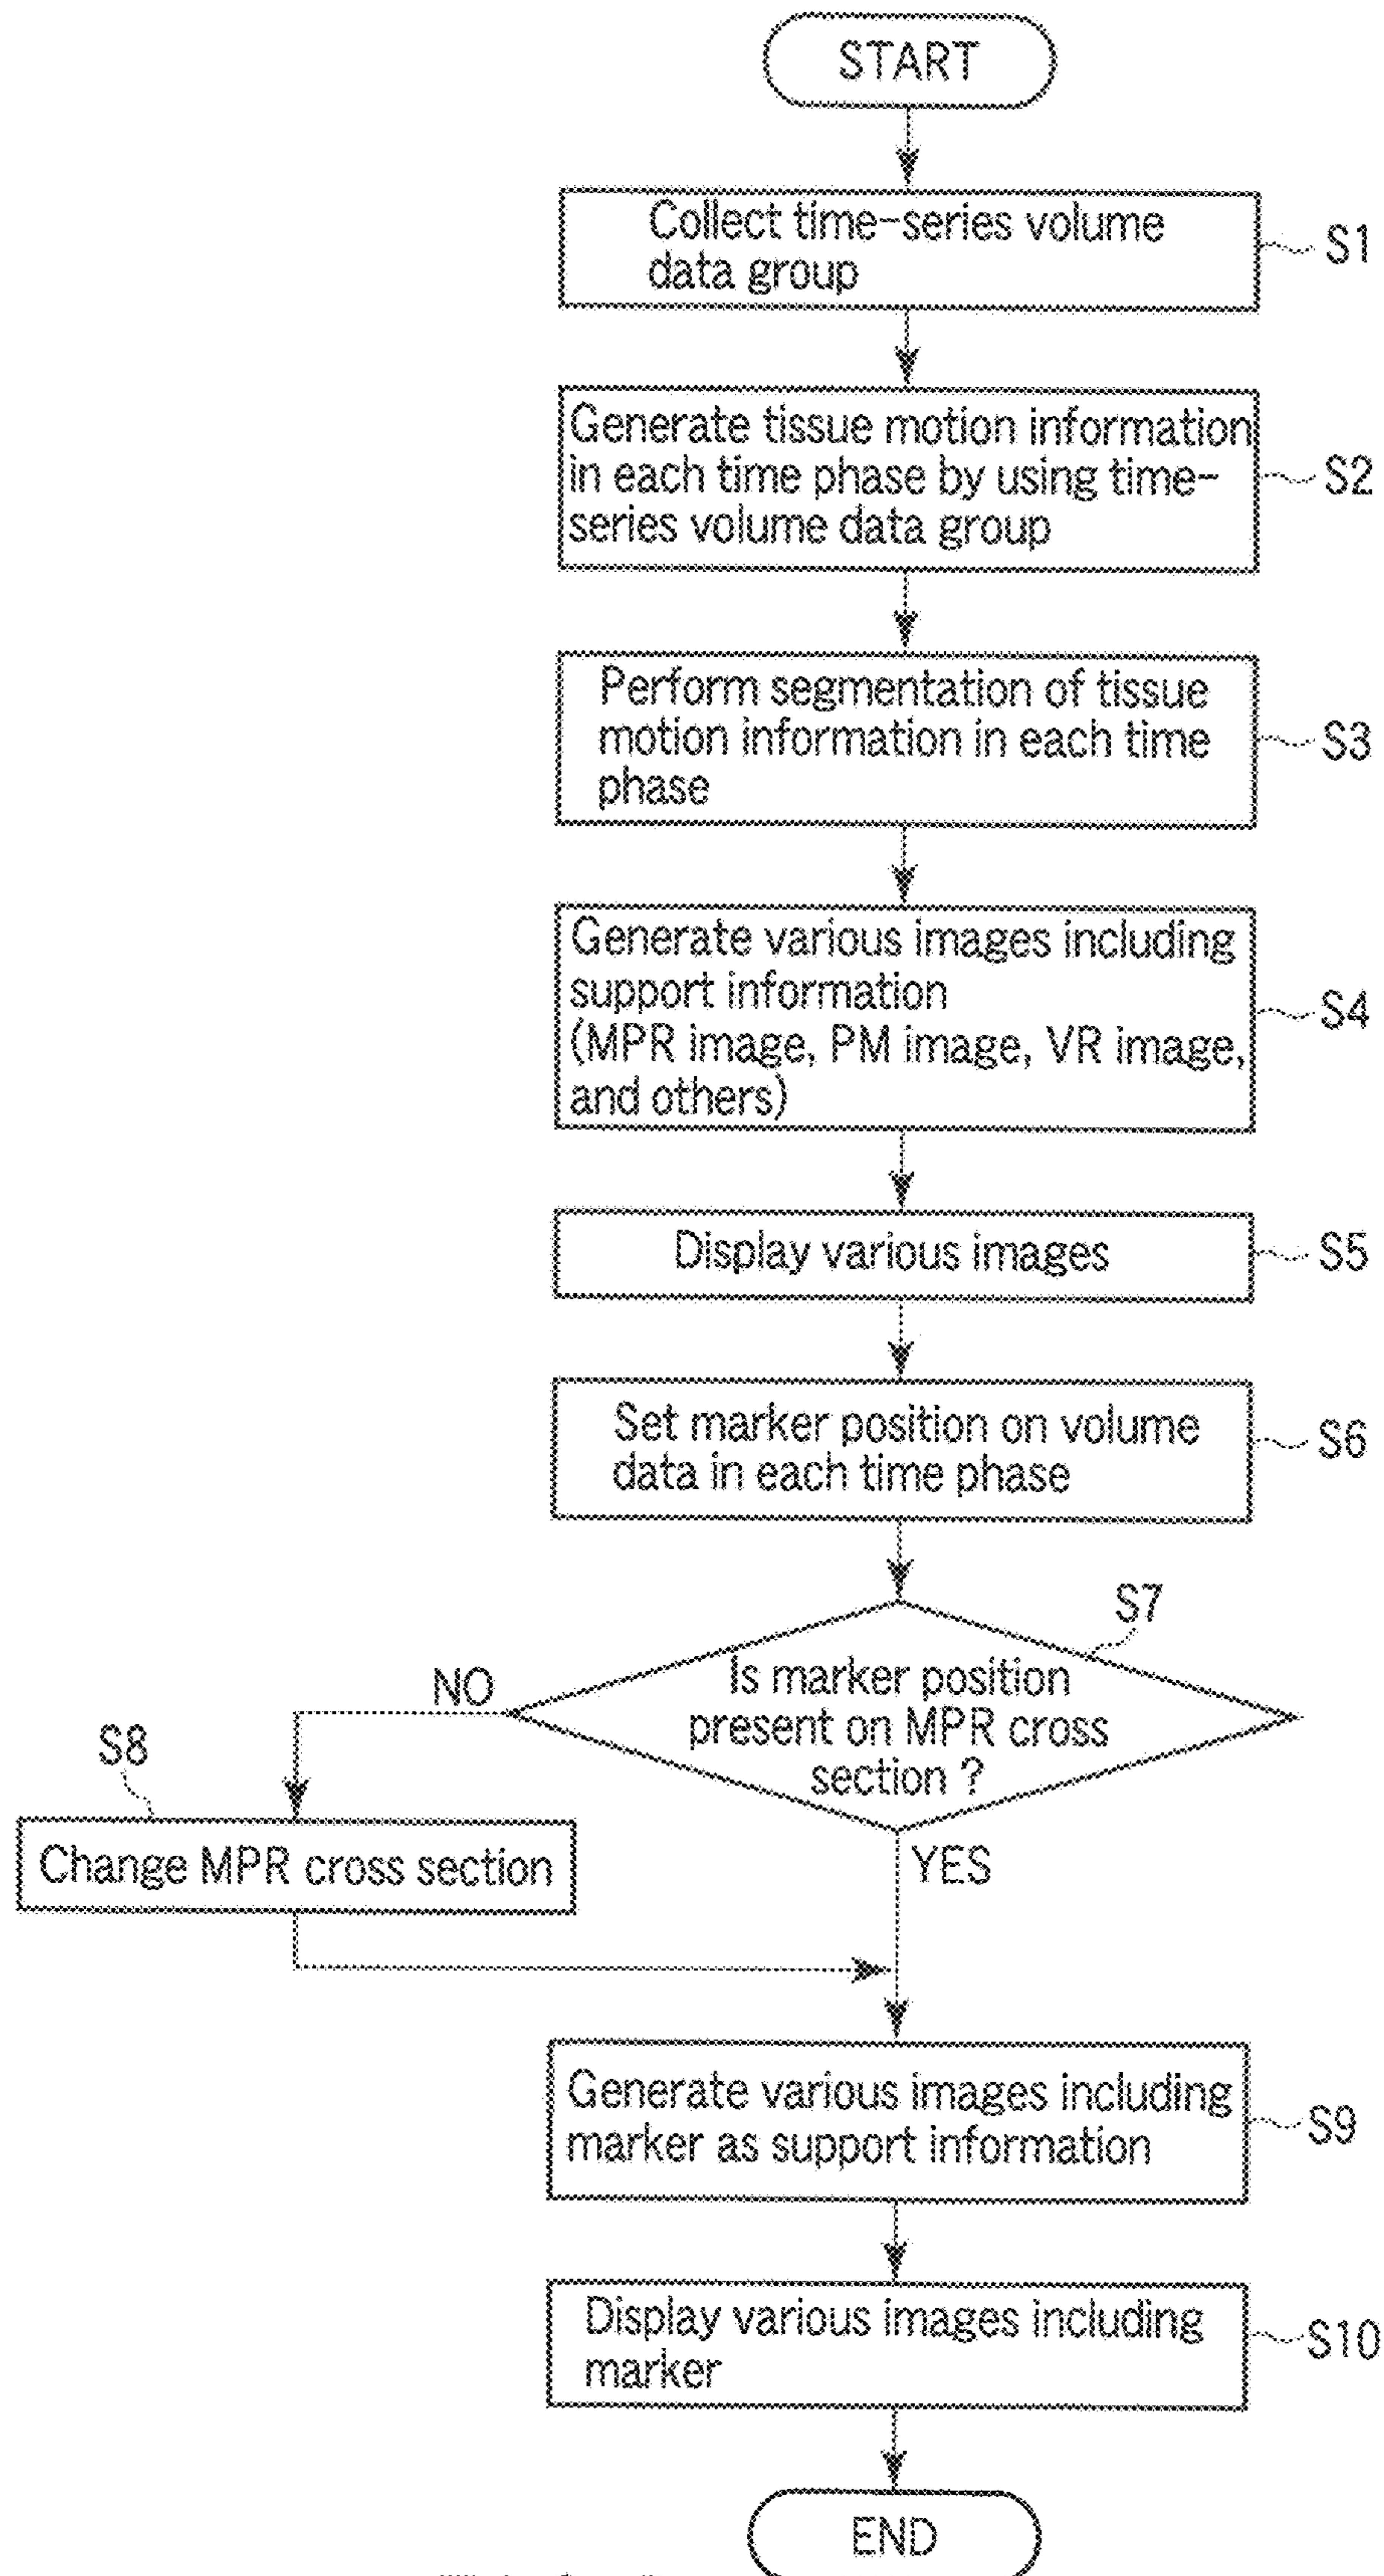 START
Collect time-series volume
data group
S1
Generate tissue motion information
in each time phase by using time-
series volume data group
S2
Perform segmentation of tissue
motion information in each time
phase
S3
Generate various images including
support information
(MPR image, PM image, VR image,
and others)
S4
Display various images
S5
Set marker position on volume
data in each time phase
S6
S7
Is marker position
present on MPR cross
section ?
NO
S8
Change MPR cross section
YES
Generate various images including
marker as support information
S9
Display various images including
marker
S10
END